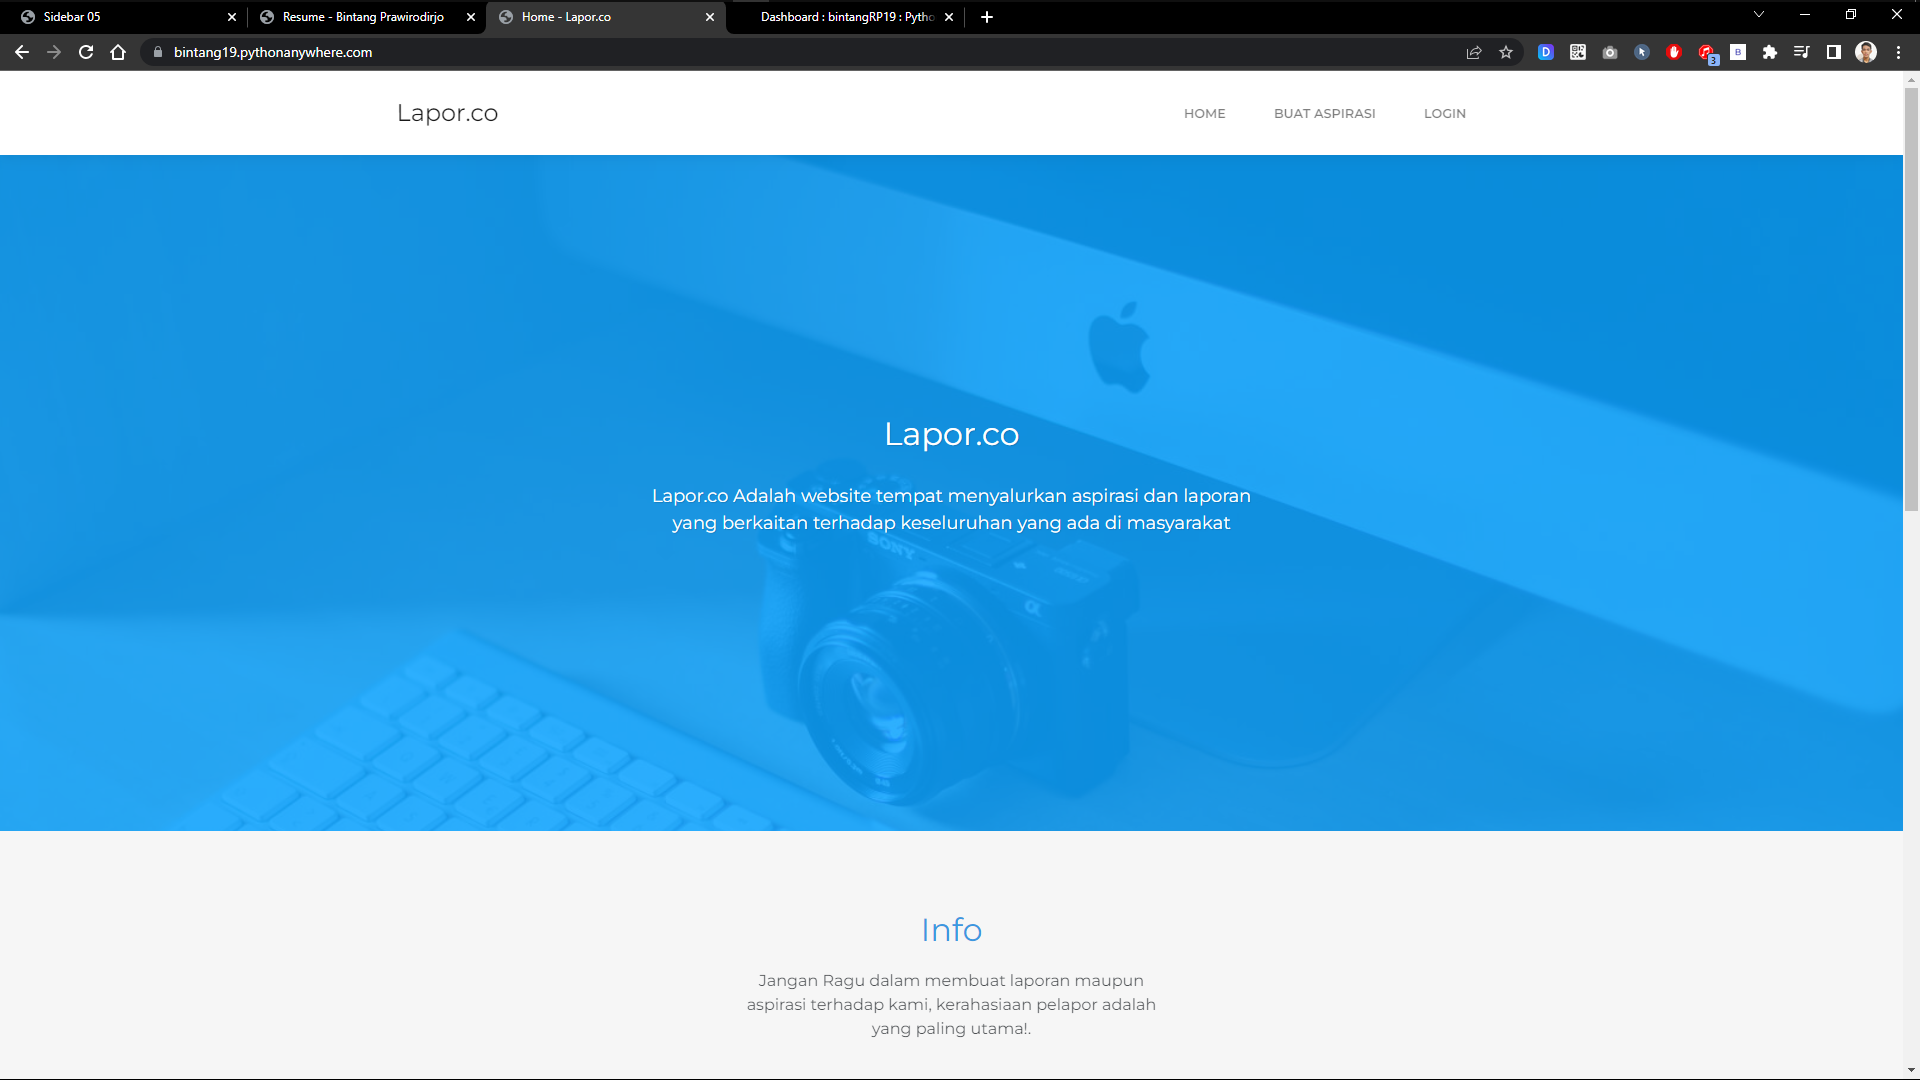 Sidebar 05
Resume - Bintang Prawirodirjo
Home - Lapor.co
Dashboard : bintangRP19 : Pytho
bintang19.pythonanywhere.com
D
3
B
Lapor.co
HOME
BUAT ASPIRASI
LOGIN
Lapor.co
Lapor.co Adalah website tempat menyalurkan aspirasi dan laporan
yang berkaitan terhadap keseluruhan yang ada di masyarakat
SONY
α
Info
Jangan Ragu dalam membuat laporan maupun
aspirasi terhadap kami, kerahasiaan pelapor adalah
yang paling utama!.